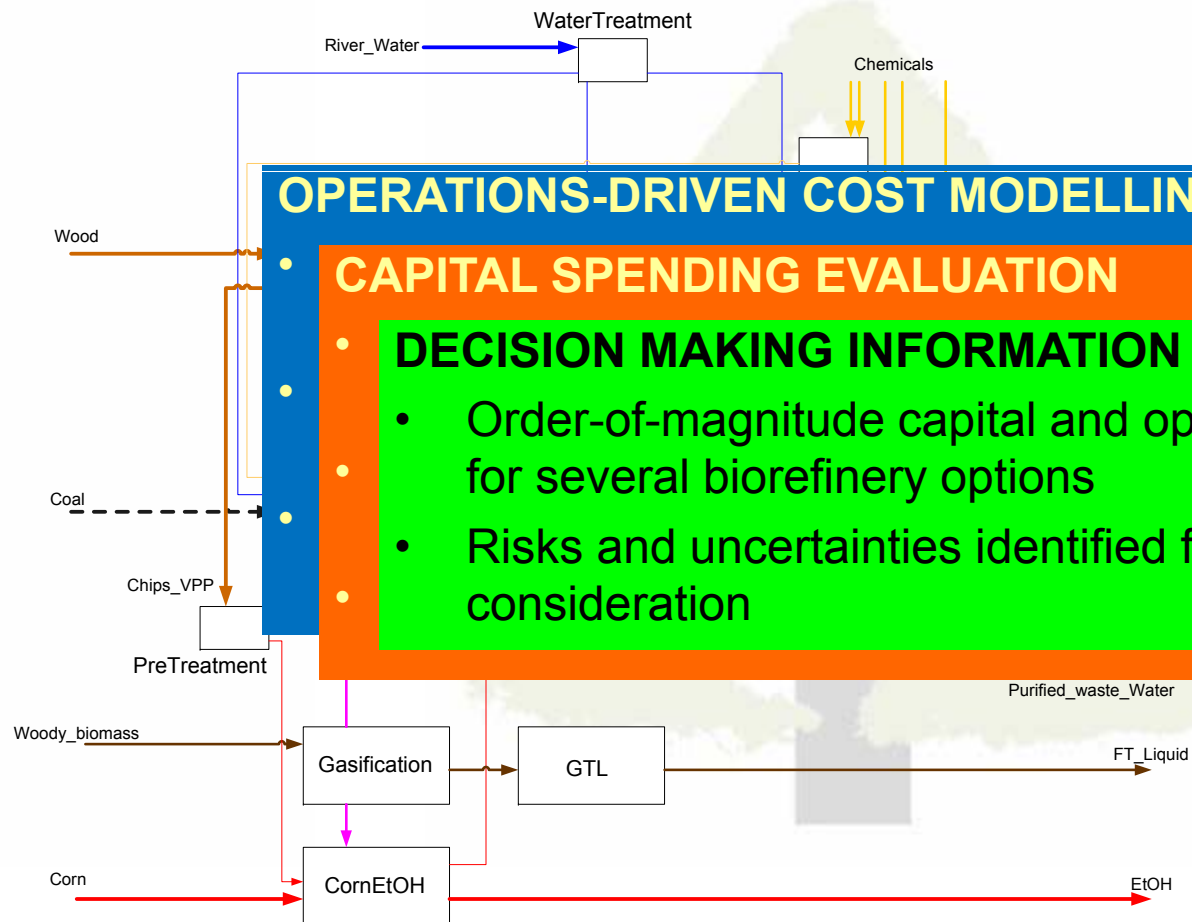 WaterTreatment
River_Water
Chemicals
OPERATIONS-DRIVEN COST MODELLIN
Wood
• CAPITAL SPENDING EVALUATION
• DECISION MAKING INFORMATION
• Order-of-magnitude capital and op
for several biorefinery options
Coal
• Risks and uncertainties identified f
consideration
Chips_VPP
PreTreatment
Purified_waste_Water
Woody_biomass
Gasification
GTL
FT_Liquid
Corn
CornEtOH
EtOH